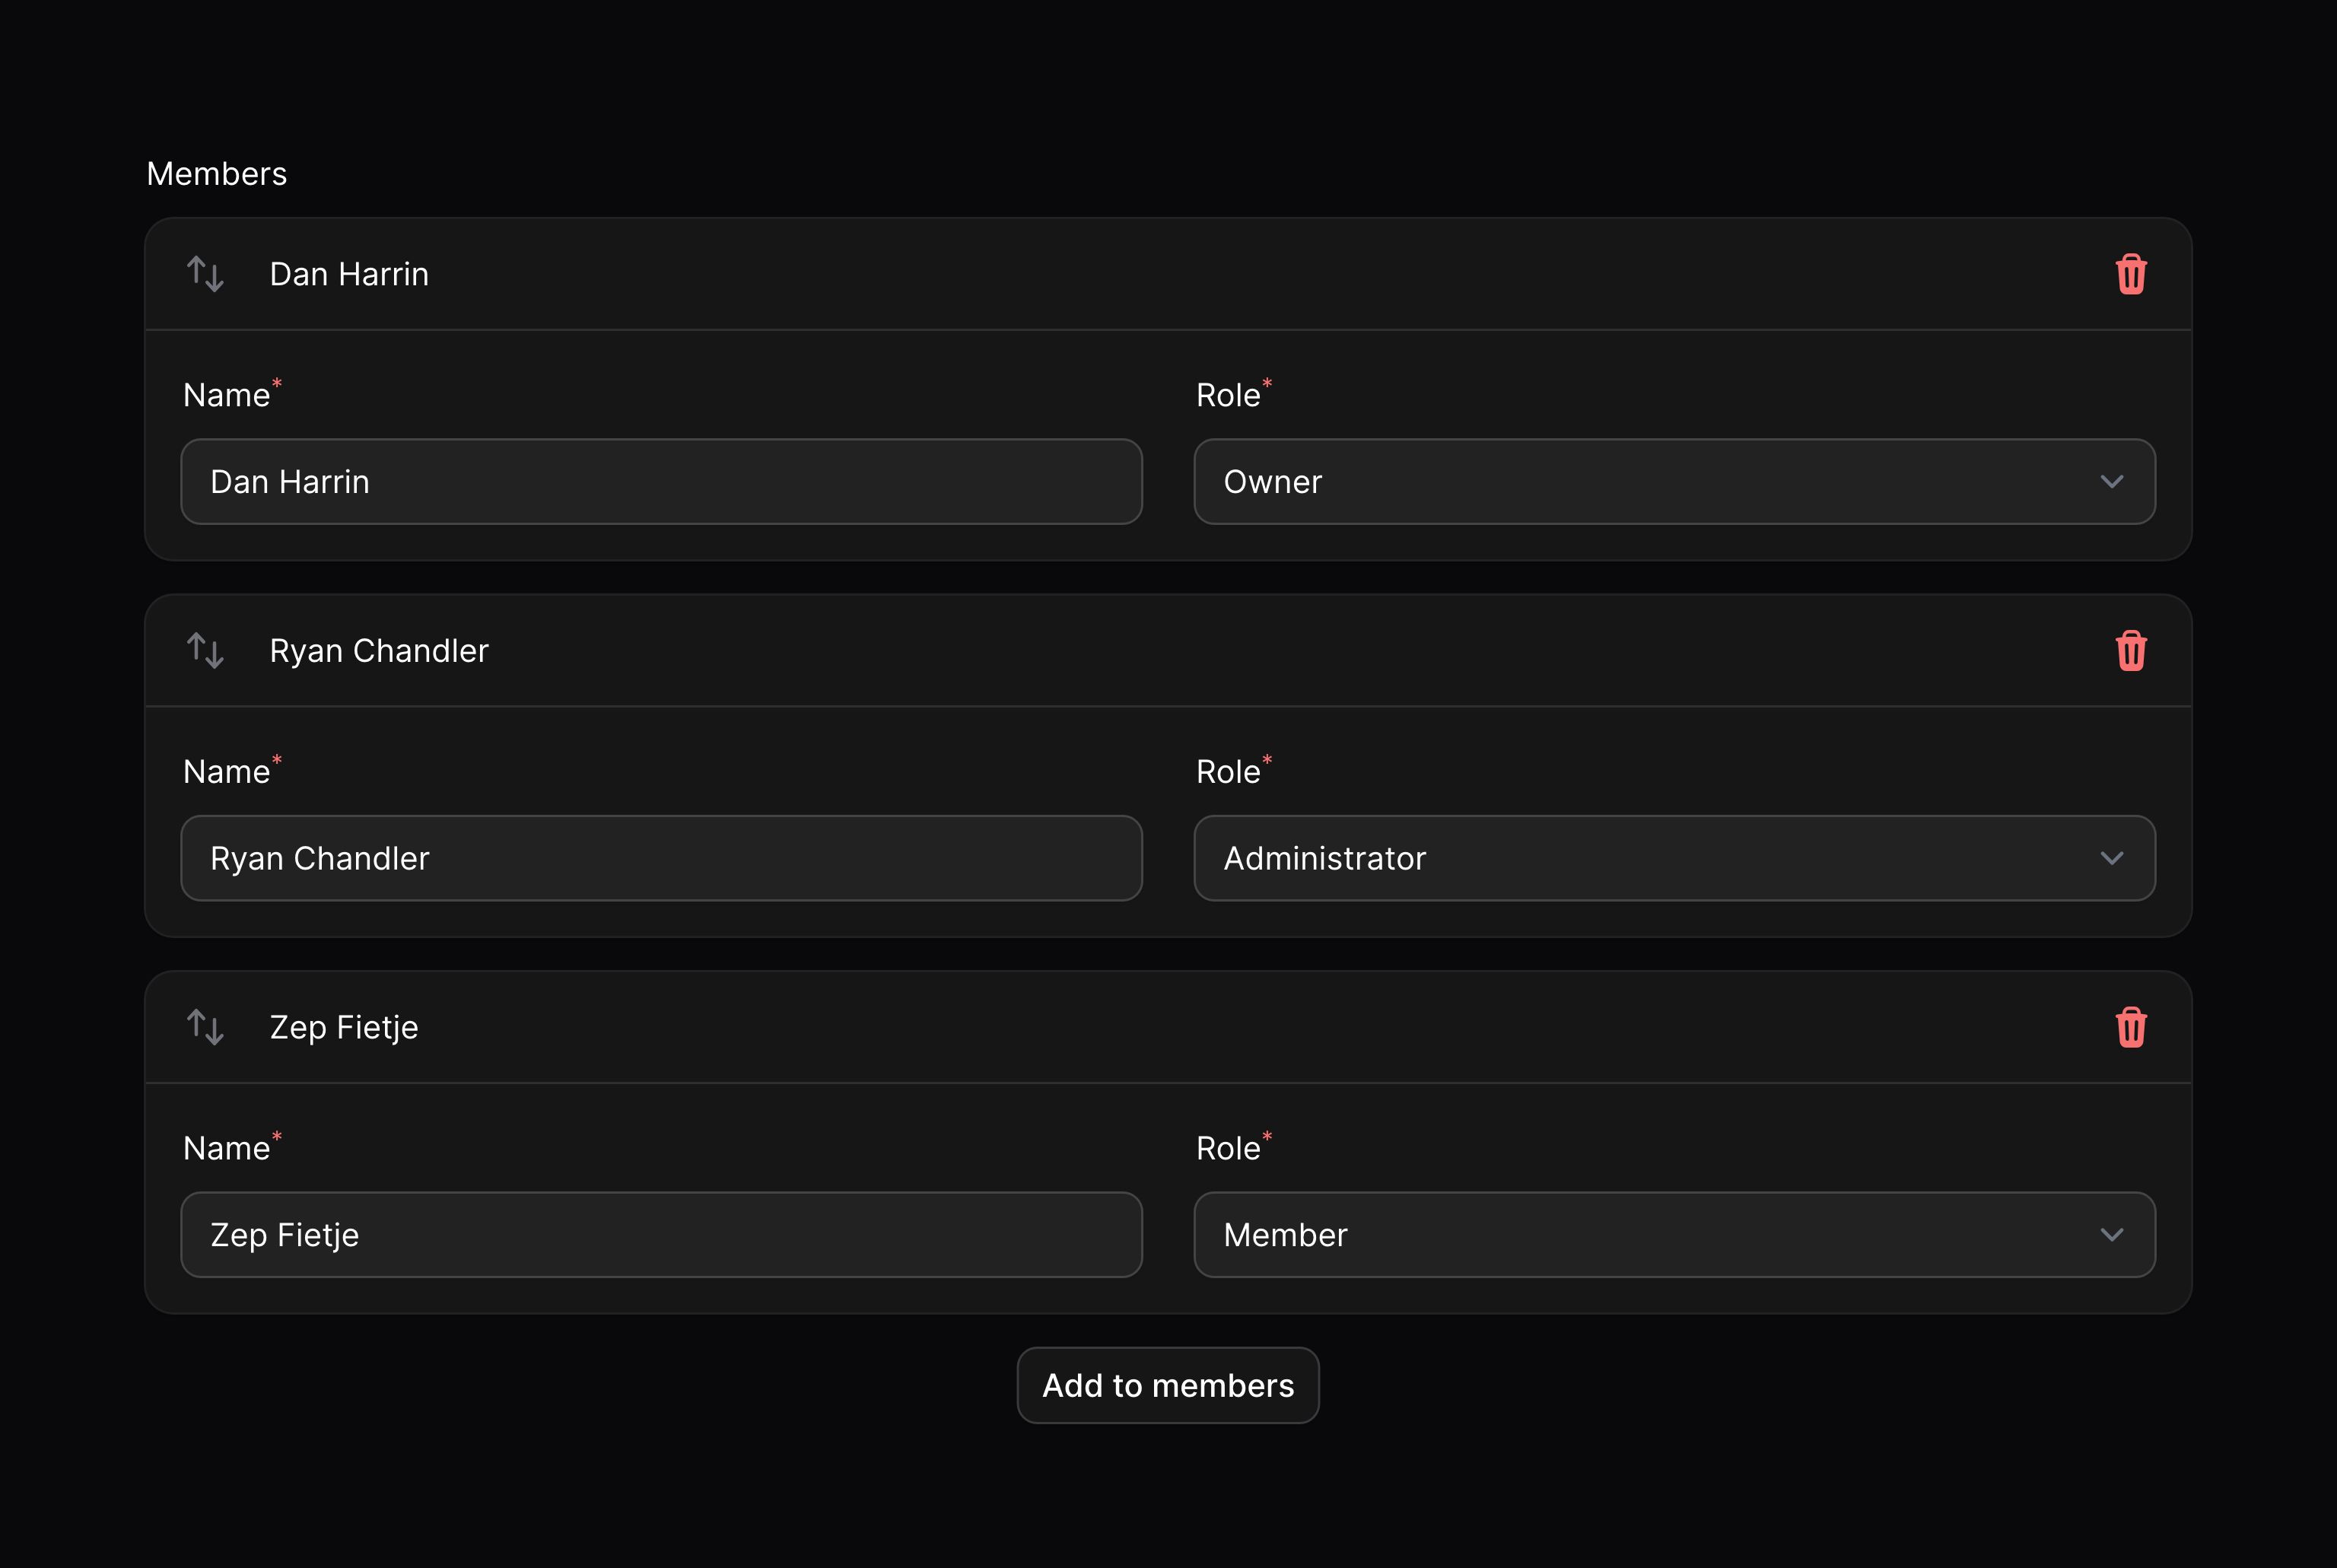 Members
Dan Harrin
Name* Role*
Dan Harrin Owner
Ryan Chandler
Name* Role*
Ryan Chandler Administrator
Zep Fietje
Name* Role*
Zep Fietje Member
Add to members